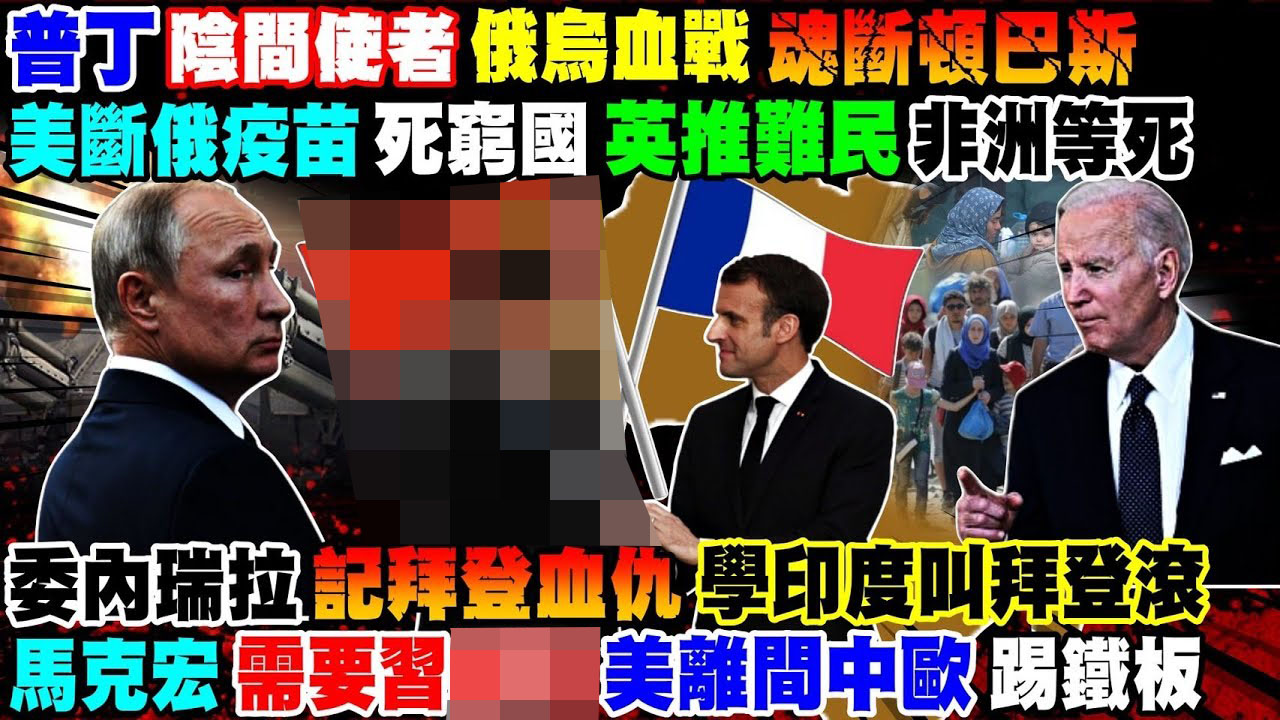 普丁 陰間使者 俄烏血戰 魂斷頓巴斯
美斷俄疫苗 死窮國 英推難民 非洲等死
委內瑞拉 記拜登血仇 學印度叫拜登滾
馬克宏 需要習 美離間中歐 踢鐵板